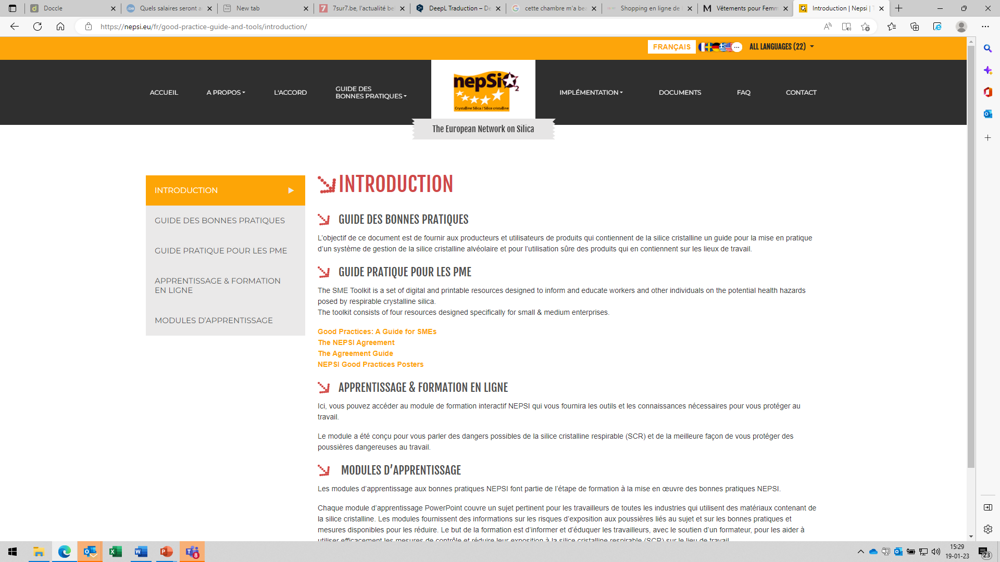 Doccle
Quels salaires seront a
New tab
7sur7.be, l'actualité be
DeepL Traduction – De
cette chambre m'a bea
Shopping en ligne de
Vêtements pour Femm
Introduction | Nepsi | T
https://nepsi.eu/fr/good-practice-guide-and-tools/introduction/
FRANÇAIS
ALL LANGUAGES (22)
ACCUEIL
A PROPOS
L'ACCORD
GUIDE DES
BONNES PRATIQUES
nepSi
2
Crystalline Silica / Silice cristalline
IMPLÉMENTATION
DOCUMENTS
FAQ
CONTACT
The European Network on Silica
INTRODUCTION
GUIDE DES BONNES PRATIQUES
GUIDE PRATIQUE POUR LES PME
APPRENTISSAGE & FORMATION
EN LIGNE
MODULES D’APPRENTISSAGE
INTRODUCTION
GUIDE DES BONNES PRATIQUES
L’objectif de ce document est de fournir aux producteurs et utilisateurs de produits qui contiennent de la silice cristalline un guide pour la mise en pratique
d’un système de gestion de la silice cristalline alvéolaire et pour l’utilisation sûre des produits qui en contiennent sur les lieux de travail.
GUIDE PRATIQUE POUR LES PME
The SME Toolkit is a set of digital and printable resources designed to inform and educate workers and other individuals on the potential health hazards
posed by respirable crystalline silica.
The toolkit consists of four resources designed specifically for small & medium enterprises.
Good Practices: A Guide for SMEs
The NEPSI Agreement
The Agreement Guide
NEPSI Good Practices Posters
APPRENTISSAGE & FORMATION EN LIGNE
Ici, vous pouvez accéder au module de formation interactif NEPSI qui vous fournira les outils et les connaissances nécessaires pour vous protéger au
travail.
Le module a été conçu pour vous parler des dangers possibles de la silice cristalline respirable (SCR) et de la meilleure façon de vous protéger des
poussières dangereuses au travail.
MODULES D’APPRENTISSAGE
Les modules d’apprentissage aux bonnes pratiques NEPSI font partie de l’étape de formation à la mise en œuvre des bonnes pratiques NEPSI.
Chaque module d’apprentissage PowerPoint couvre un sujet pertinent pour les travailleurs de toutes les industries qui utilisent des matériaux contenant de
la silice cristalline. Les modules fournissent des informations sur les risques d’exposition aux poussières liés au sujet et sur les bonnes pratiques et
mesures disponibles pour les réduire. Le but de la formation est d’informer et d’éduquer les travailleurs, avec le soutien d’un formateur, pour les aider à
utiliser efficacement les mesures de contrôle et réduire leur exposition à la silice cristalline respirable (SCR) sur le lieu de travail.
8
15:29
19-01-23
23